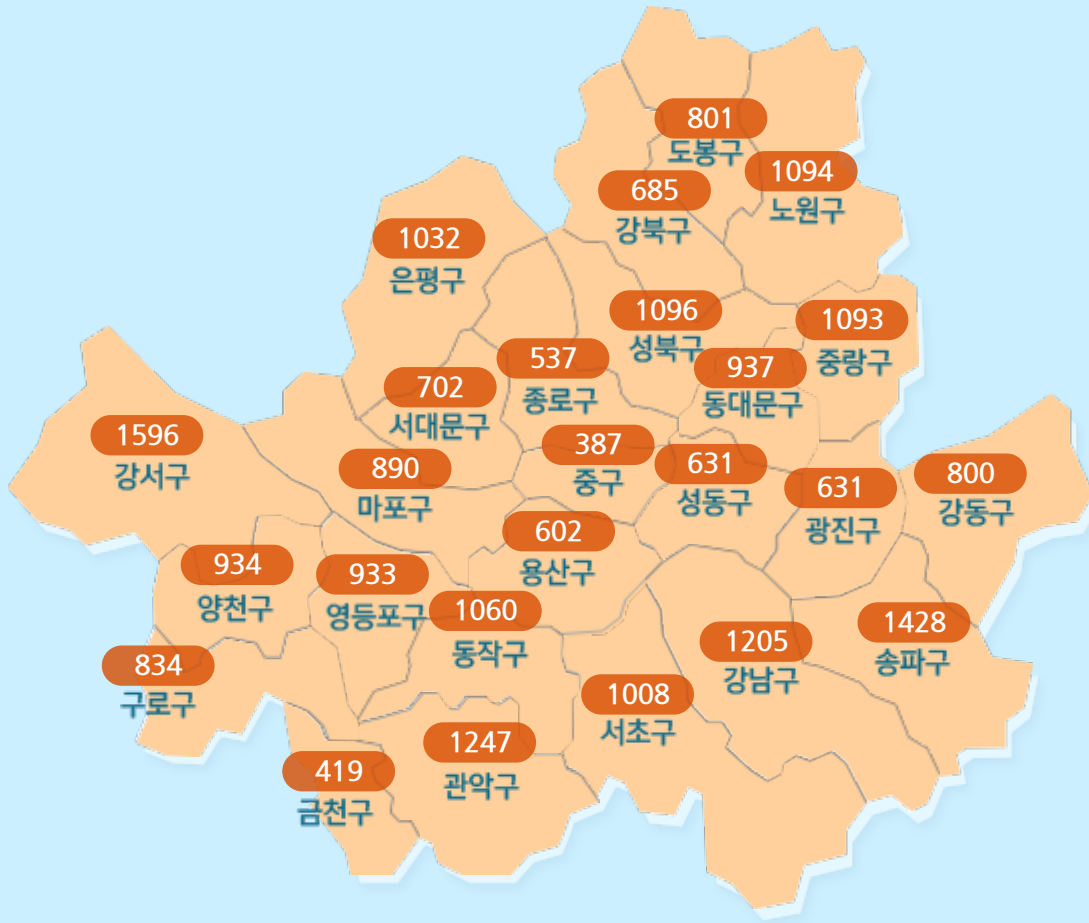 801
도봉구
1094
노원구
685
강북구
1032
은평구
1096
성북구
1093
중랑구
537
종로구
937
동대문구
702
서대문구
1596
강서구
890
마포구
387
중구
631
성동구
631
광진구
800
강동구
602
용산구
934
양천구
933
영등포구
1060
동작구
1428
송파구
1205
강남구
834
구로구
1008
서초구
1247
관악구
419
금천구